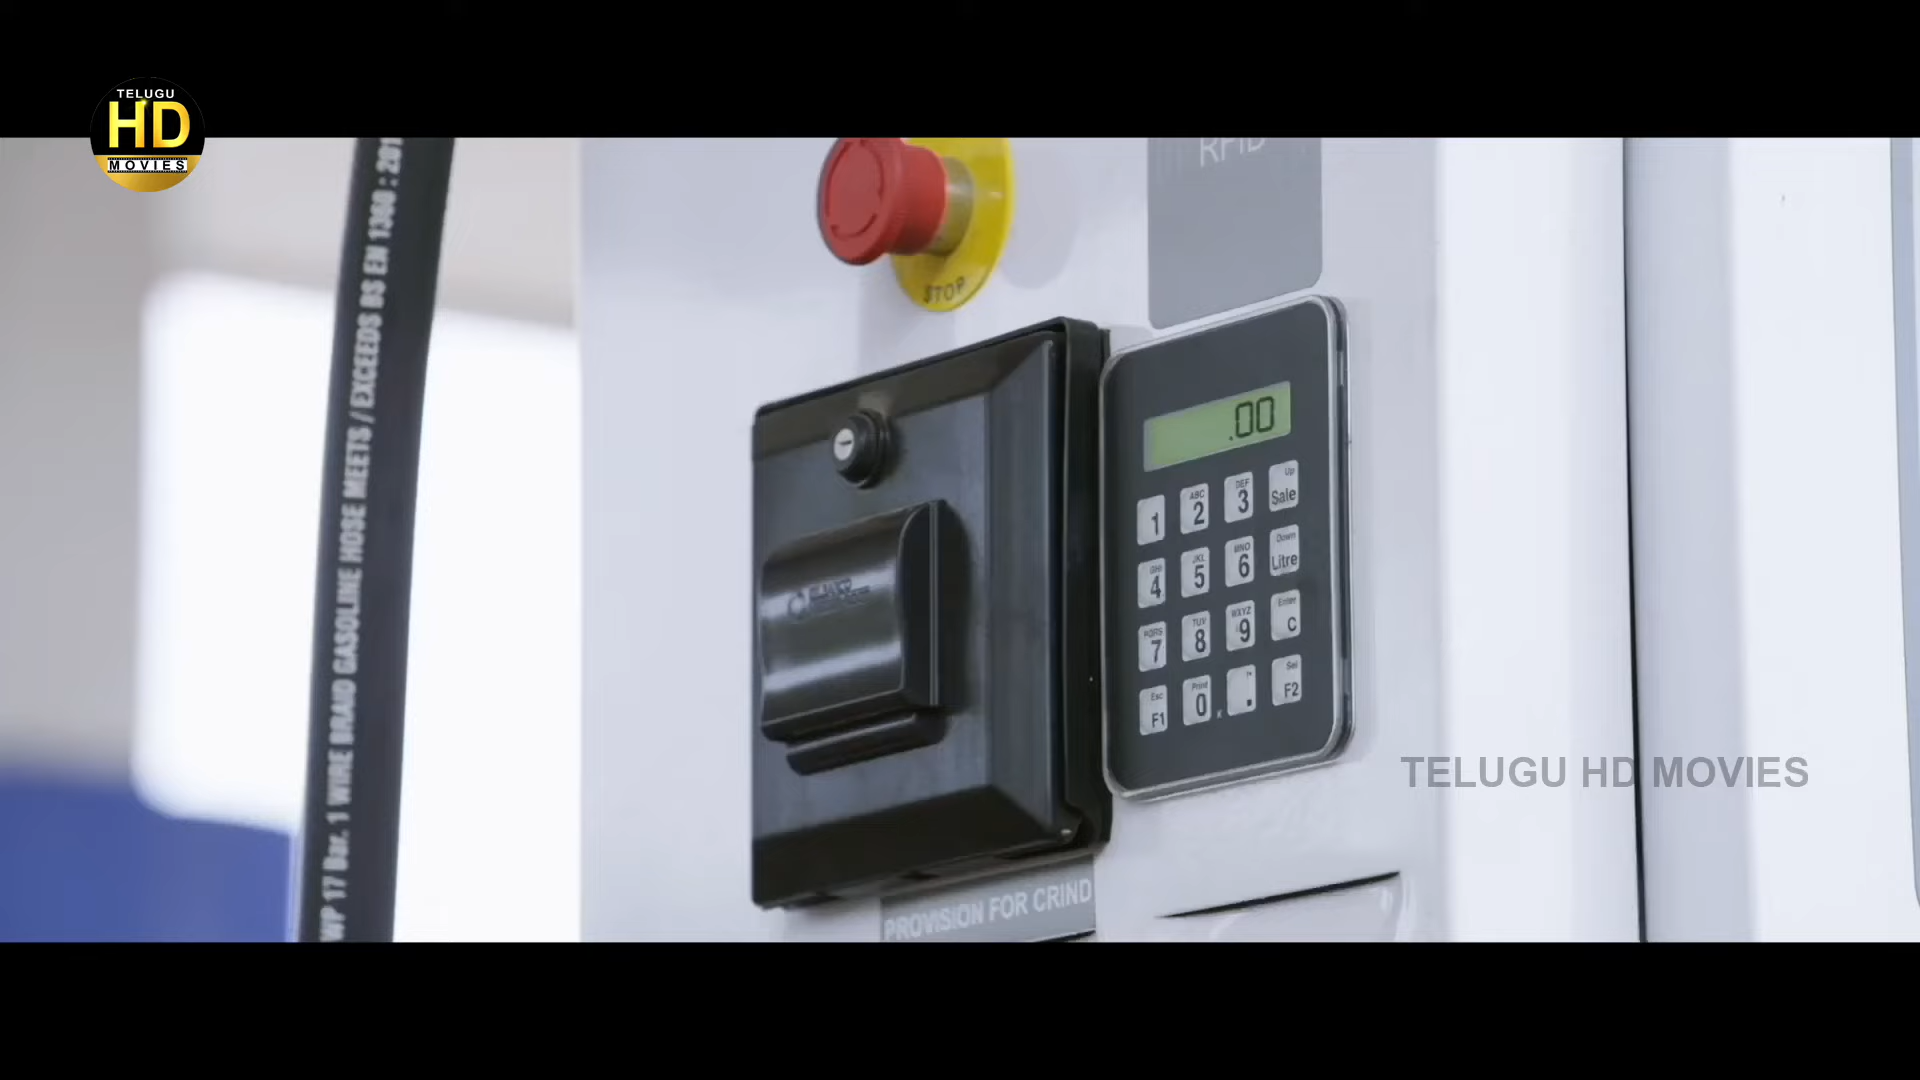 TELUGU
HD
MOVIES
WP 17 Bar. 1 WIRE BRAID GASOLINE HOSE MEETS / EXCEEDS BS EN 1360 : 201
RFID
STOP
.00
1
ABC
2
DEF
3
Up
Sale
GHI
4
JKL
5
MNO
6
Down
Litre
PQRS
7
TUV
8
WXYZ
9
Enter
C
Esc
F1
Print
0
.
Sel
F2
PROVISION FOR CRIND
TELUGU HD MOVIES